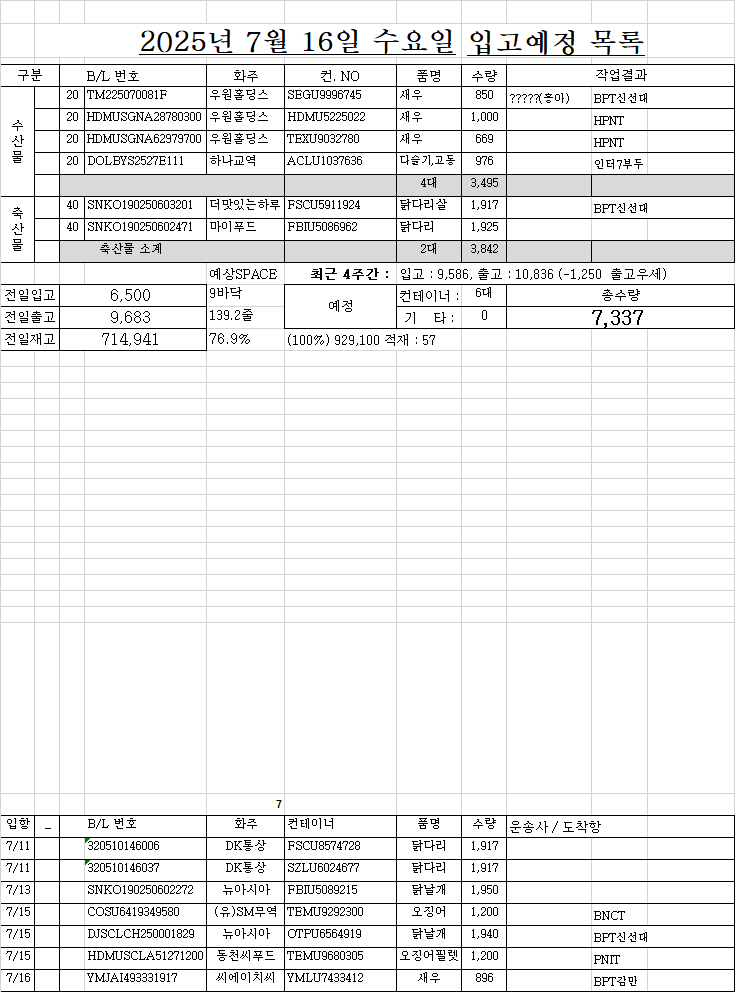 2025년 7월 16일 수요일 입고예정 목록
구분 B/L 번호 화주 컨. NO 품명 수량 작업결과
수산물
20 TM225070081F 우원홀딩스 SEGU9996745 새우 850 ?????(홍아) BPT신선대
20 HDMUSGNA28780300 우원홀딩스 HDMU5225022 새우 1,000 HPNT
20 HDMUSGNA62979700 우원홀딩스 TEXU9032780 새우 669 HPNT
20 DOLBYS2527E111 하나교역 ACLU1037636 다슬기,고동 976 인터7부두
4대 3,495
축산물
40 SNKO190250603201 더맛있는하루 FSCU5911924 닭다리살 1,917 BPT신선대
40 SNKO190250602471 마이푸드 FBIU5086962 닭다리 1,925
축산물 소계 2대 3,842
예상SPACE 최근 4주간 : 입고 : 9,586, 출고 : 10,836 (-1,250 출고우세)
전일입고 6,500 9바닥 예정 컨테이너 : 6대 총수량
전일출고 9,683 139.2줄 기 타 : 0 7,337
전일재고 714,941 76.9% (100%) 929,100 적재 : 57
7
입항 _ B/L 번호 화주 컨테이너 품명 수량 운송사 / 도착항
7/11 320510146006 DK통상 FSCU8574728 닭다리 1,917
7/11 320510146037 DK통상 SZLU6024677 닭다리 1,917
7/13 SNKO190250602272 뉴아시아 FBIU5089215 닭날개 1,950
7/15 COSU6419349580 (유)SM무역 TEMU9292300 오징어 1,200 BNCT
7/15 DJSCLCH250001829 뉴아시아 OTPU6564919 닭날개 1,940 BPT신선대
7/15 HDMUSCLA51271200 동천씨푸드 TEMU9680305 오징어필렛 1,200 PNIT
7/16 YMJAI493331917 씨에이치씨 YMLU7433412 새우 896 BPT감만